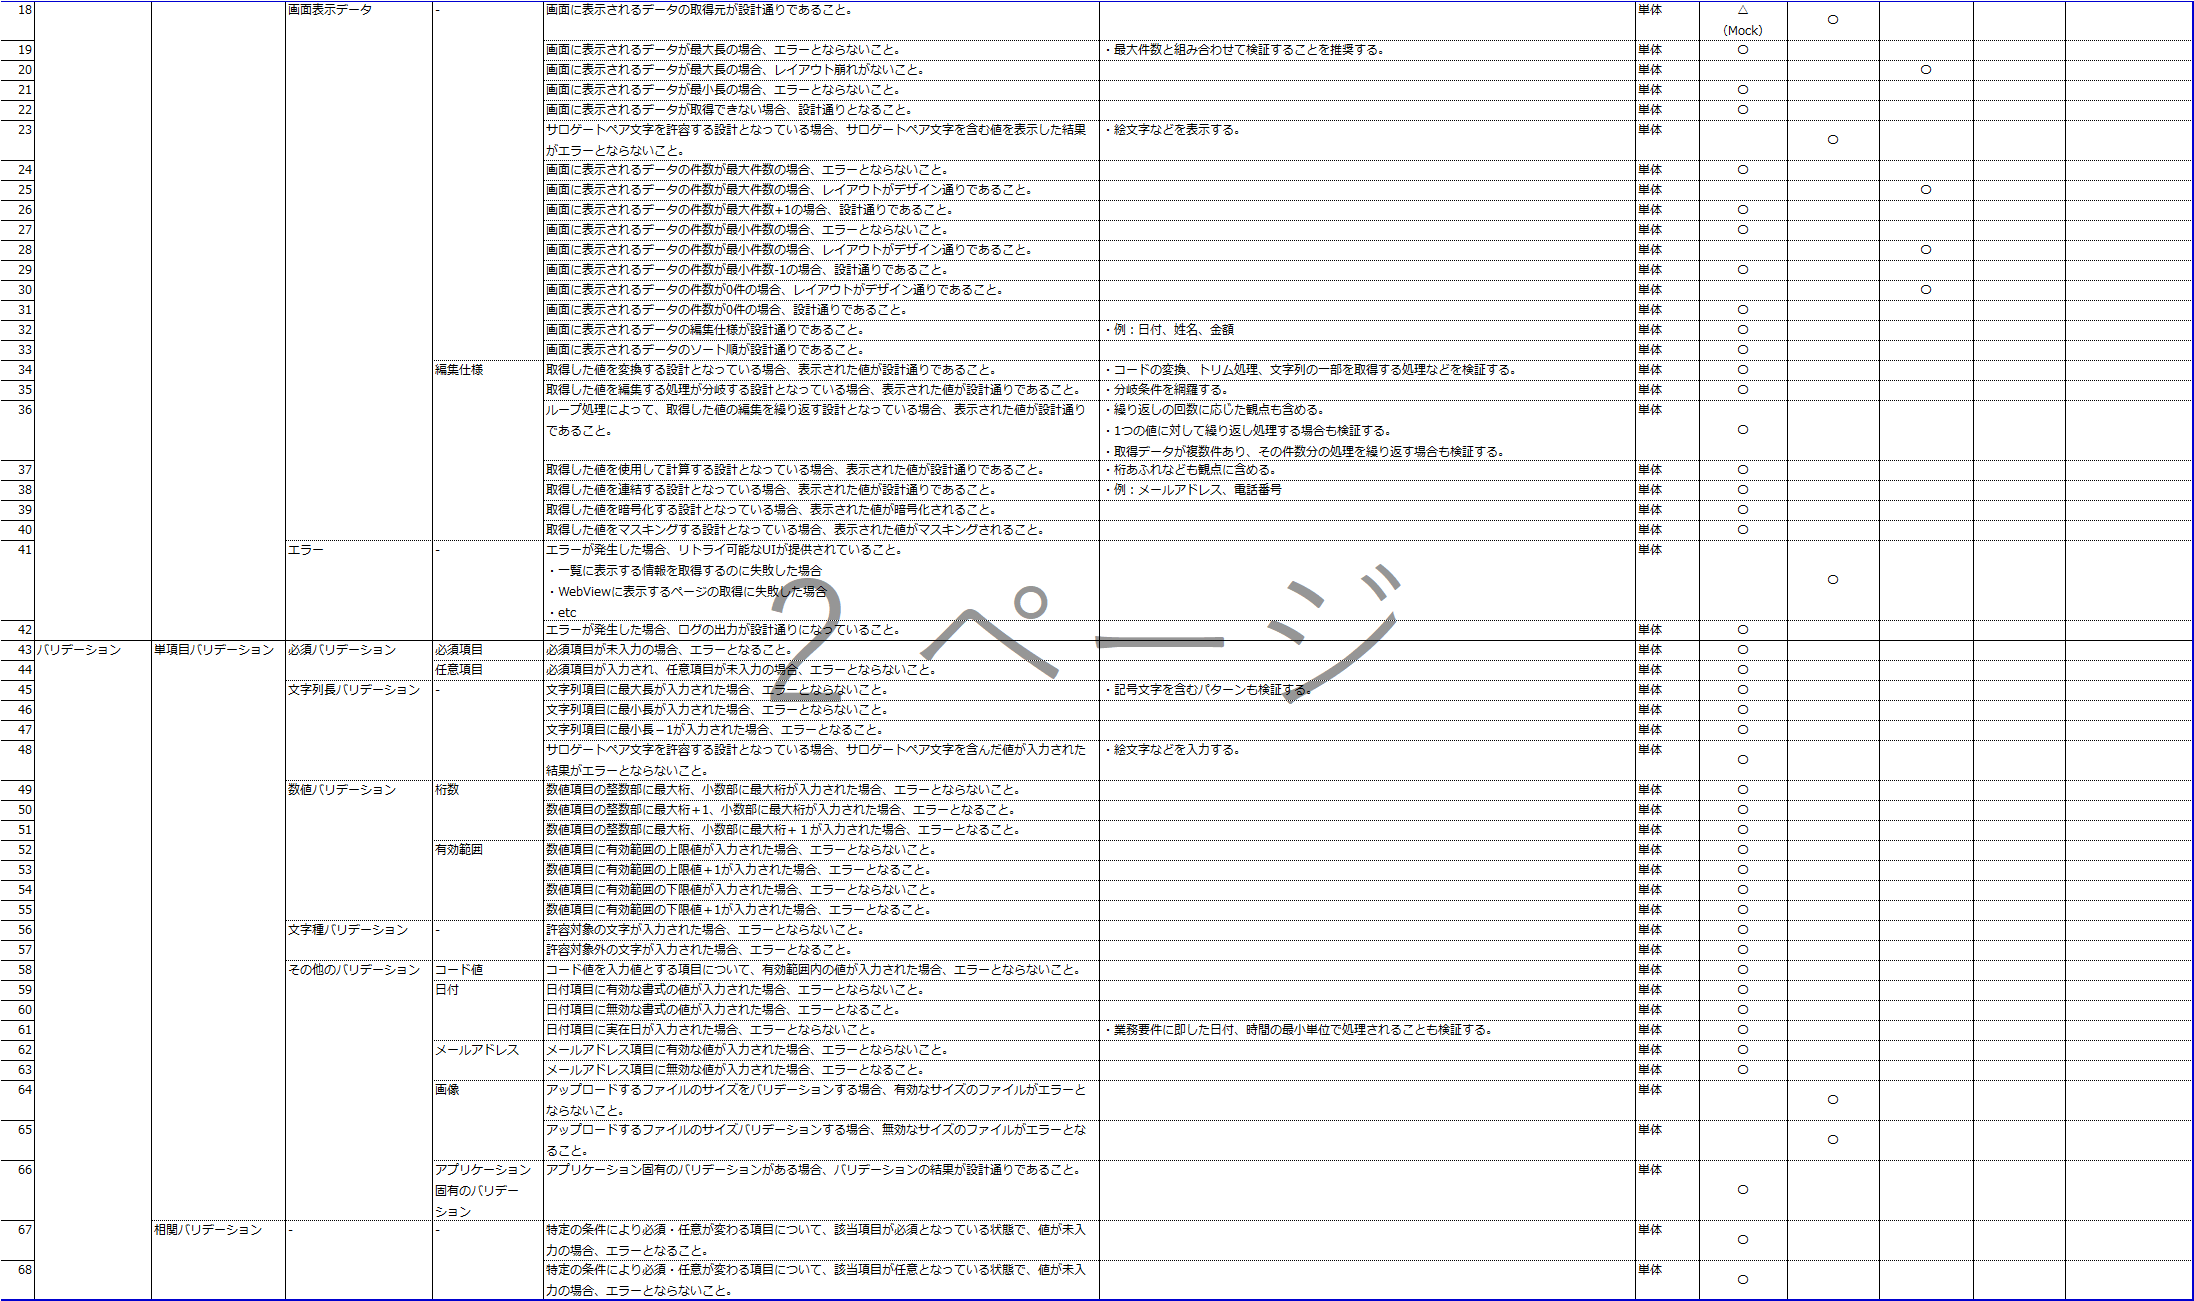 18 画面表示データ - 画面に表示されるデータの取得元が設計通りであること。 単体 △ ○
(Mock)
19 画面に表示されるデータが最大長の場合、エラーとならないこと。 ・最大件数と組み合わせて検証することを推奨する。 単体 ○
20 画面に表示されるデータが最大長の場合、レイアウト崩れがないこと。 単体 ○
21 画面に表示されるデータが最小長の場合、エラーとならないこと。 単体 ○
22 画面に表示されるデータが取得できない場合、設計通りとなること。 単体 ○
23 サロゲートペア文字を許容する設計となっている場合、サロゲートペア文字を含む値を表示した結果 ・絵文字などを表示する。 単体 ○
がエラーとならないこと。
24 画面に表示されるデータの件数が最大件数の場合、エラーとならないこと。 単体 ○
25 画面に表示されるデータの件数が最大件数の場合、レイアウトがデザイン通りであること。 単体 ○
26 画面に表示されるデータの件数が最大件数+1の場合、設計通りであること。 単体 ○
27 画面に表示されるデータの件数が最小件数の場合、エラーとならないこと。 単体 ○
28 画面に表示されるデータの件数が最小件数の場合、レイアウトがデザイン通りであること。 単体 ○
29 画面に表示されるデータの件数が最小件数-1の場合、設計通りであること。 単体 ○
30 画面に表示されるデータの件数が0件の場合、レイアウトがデザイン通りであること。 単体 ○
31 画面に表示されるデータの件数が0件の場合、設計通りであること。 単体 ○
32 画面に表示されるデータの編集仕様が設計通りであること。 ・例：日付、姓名、金額 単体 ○
33 画面に表示されるデータのソート順が設計通りであること。 単体 ○
34 編集仕様 取得した値を変換する設計となっている場合、表示された値が設計通りであること。 ・コードの変換、トリム処理、文字列の一部を取得する処理などを検証する。 単体 ○
35 取得した値を編集する処理が分岐する設計となっている場合、表示された値が設計通りであること。 ・分岐条件を網羅する。 単体 ○
36 ループ処理によって、取得した値の編集を繰り返す設計となっている場合、表示された値が設計通り ・繰り返しの回数に応じた観点も含める。 単体 ○
であること。 ・1つの値に対して繰り返し処理する場合も検証する。
・取得データが複数件あり、その件数分の処理を繰り返す場合も検証する。
37 取得した値を使用して計算する設計となっている場合、表示された値が設計通りであること。 ・桁あふれなども観点に含める。 単体 ○
38 取得した値を連結する設計となっている場合、表示された値が設計通りであること。 ・例：メールアドレス、電話番号 単体 ○
39 取得した値を暗号化する設計となっている場合、表示された値が暗号化されること。 単体 ○
40 取得した値をマスキングする設計となっている場合、表示された値がマスキングされること。 単体 ○
41 エラー - エラーが発生した場合、リトライ可能なUIが提供されていること。 単体 ○
・一覧に表示する情報を取得するのに失敗した場合
・WebViewに表示するページの取得に失敗した場合
・etc
2 ページ
42 エラーが発生した場合、ログの出力が設計通りになっていること。 単体 ○
43 バリデーション 単項目バリデーション 必須バリデーション 必須項目 必須項目が未入力の場合、エラーとなること。 単体 ○
44 任意項目 必須項目が入力され、任意項目が未入力の場合、エラーとならないこと。 単体 ○
45 文字列長バリデーション - 文字列項目に最大長が入力された場合、エラーとならないこと。 ・記号文字を含むパターンも検証する。 単体 ○
46 文字列項目に最小長が入力された場合、エラーとならないこと。 単体 ○
47 文字列項目に最小長－1が入力された場合、エラーとなること。 単体 ○
48 サロゲートペア文字を許容する設計となっている場合、サロゲートペア文字を含んだ値が入力された ・絵文字などを入力する。 単体 ○
結果がエラーとならないこと。
49 数値バリデーション 桁数 数値項目の整数部に最大桁、小数部に最大桁が入力された場合、エラーとならないこと。 単体 ○
50 数値項目の整数部に最大桁＋1、小数部に最大桁が入力された場合、エラーとなること。 単体 ○
51 数値項目の整数部に最大桁、小数部に最大桁＋１が入力された場合、エラーとなること。 単体 ○
52 有効範囲 数値項目に有効範囲の上限値が入力された場合、エラーとならないこと。 単体 ○
53 数値項目に有効範囲の上限値＋1が入力された場合、エラーとなること。 単体 ○
54 数値項目に有効範囲の下限値が入力された場合、エラーとならないこと。 単体 ○
55 数値項目に有効範囲の下限値＋1が入力された場合、エラーとなること。 単体 ○
56 文字種バリデーション - 許容対象の文字が入力された場合、エラーとならないこと。 単体 ○
57 許容対象外の文字が入力された場合、エラーとなること。 単体 ○
58 その他のバリデーション コード値 コード値を入力値とする項目について、有効範囲内の値が入力された場合、エラーとならないこと。 単体 ○
59 日付 日付項目に有効な書式の値が入力された場合、エラーとならないこと。 単体 ○
60 日付項目に無効な書式の値が入力された場合、エラーとなること。 単体 ○
61 日付項目に実在日が入力された場合、エラーとならないこと。 ・業務要件に即した日付、時間の最小単位で処理されることも検証する。 単体 ○
62 メールアドレス メールアドレス項目に有効な値が入力された場合、エラーとならないこと。 単体 ○
63 メールアドレス項目に無効な値が入力された場合、エラーとなること。 単体 ○
64 画像 アップロードするファイルのサイズをバリデーションする場合、有効なサイズのファイルがエラーと 単体 ○
ならないこと。
65 アップロードするファイルのサイズバリデーションする場合、無効なサイズのファイルがエラーとな 単体 ○
ること。
66 アプリケーション アプリケーション固有のバリデーションがある場合、バリデーションの結果が設計通りであること。 単体 ○
固有のバリデー
ション
67 相関バリデーション - - 特定の条件により必須・任意が変わる項目について、該当項目が必須となっている状態で、値が未入 単体 ○
力の場合、エラーとなること。
68 特定の条件により必須・任意が変わる項目について、該当項目が任意となっている状態で、値が未入 単体 ○
力の場合、エラーとならないこと。